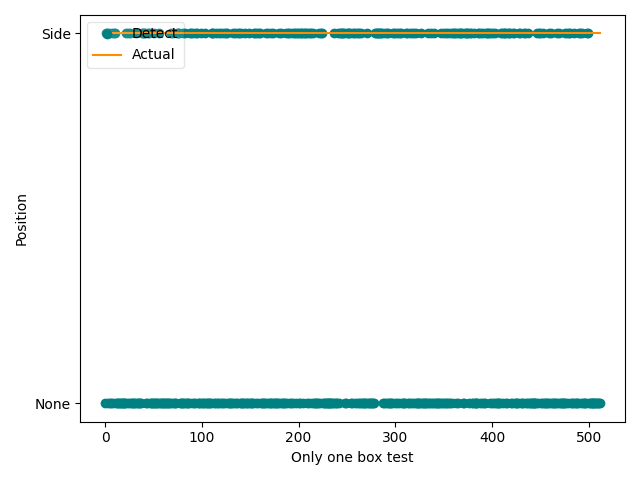 Side
Detect
Actual
Position
None
0
100
200
300
400
500
Only one box test